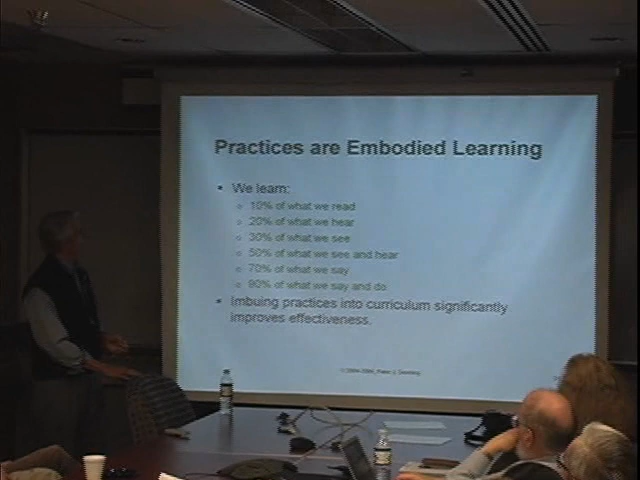 Practices are Embodied Learning
• We learn:
o 10% of what we read
o 20% of what we hear
o 30% of what we see
o 50% of what we see and hear
o 70% of what we say
o 90% of what we say and do
• Imbuing practices into curriculum significantly
improves effectiveness.